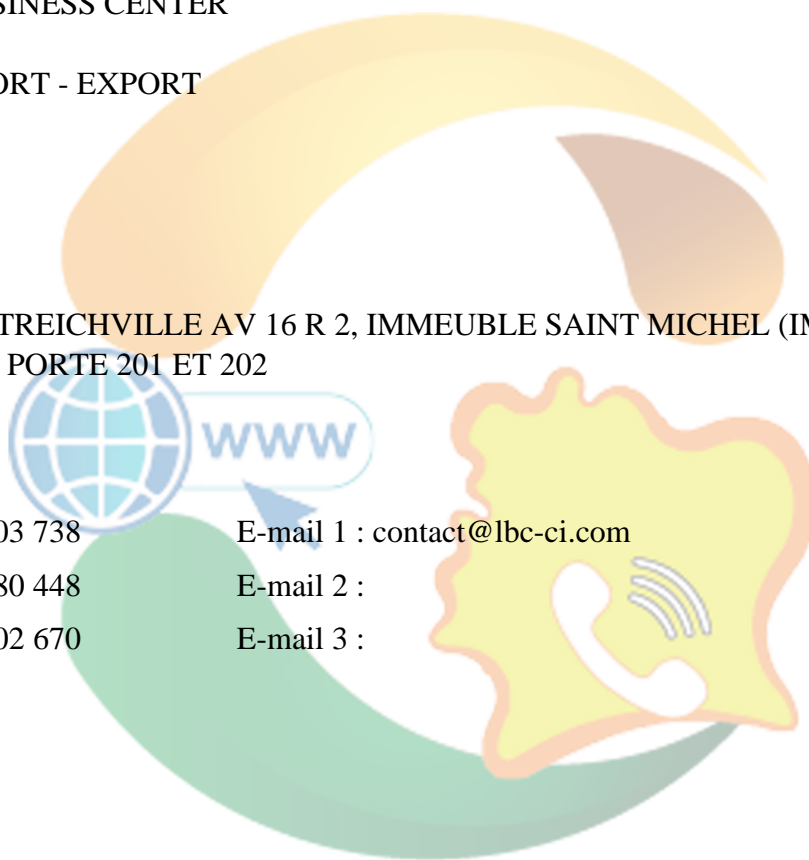 SINESS CENTER
ORT - EXPORT
TREICHVILLE AV 16 R 2, IMMEUBLE SAINT MICHEL (IM
PORTE 201 ET 202
www
03 738 E-mail 1 : contact@lbc-ci.com
80 448 E-mail 2 :
02 670 E-mail 3 :